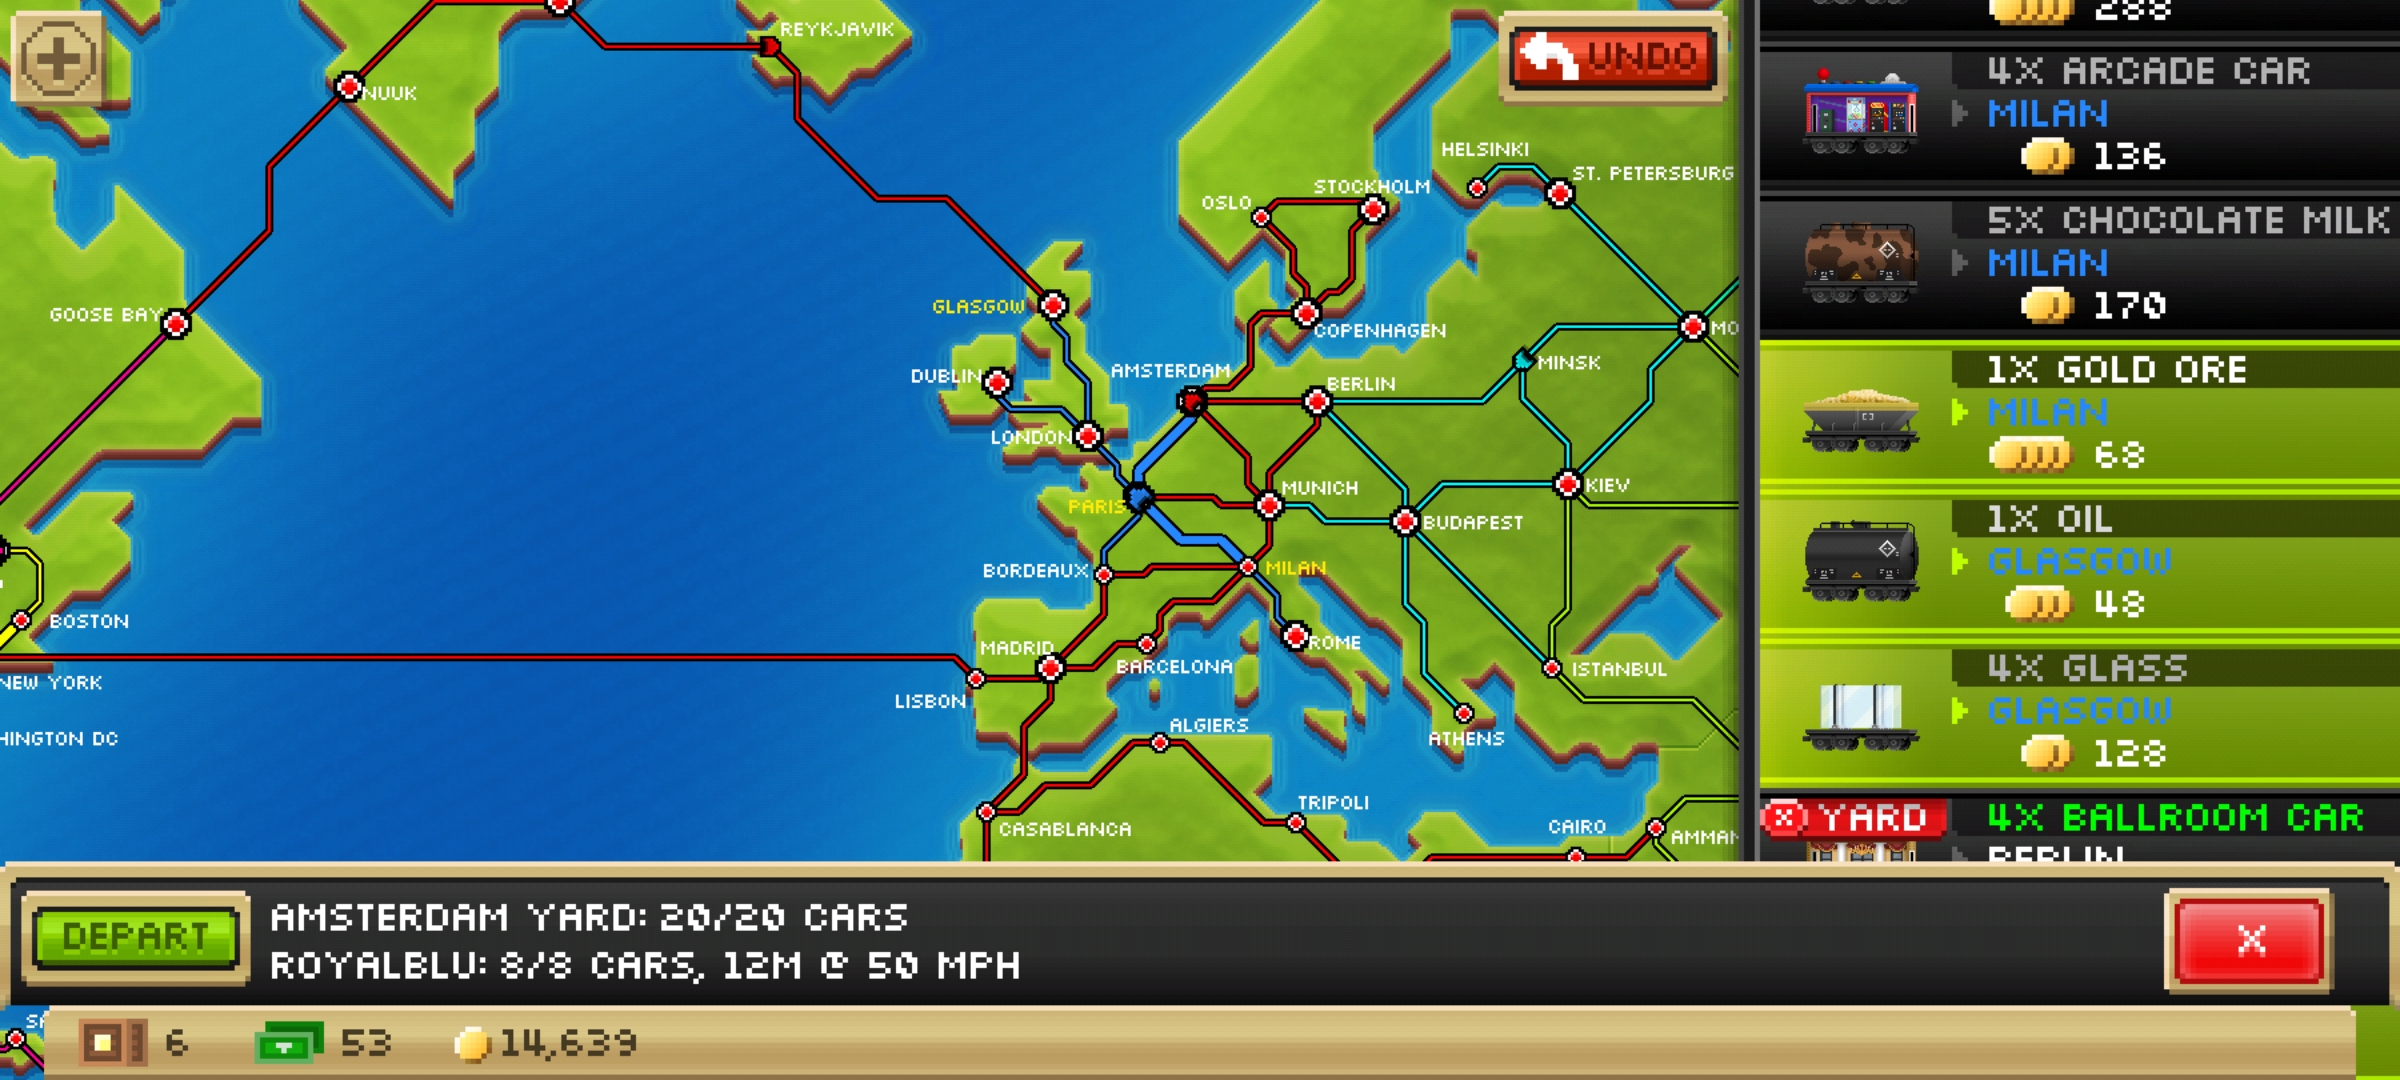 REYKJAVIK
UNDO
288
NUUK
4X ARCADE CAR
MILAN
136
HELSINKI
ST. PETERSBURG
STOCKHOLM
OSLO
5X CHOCOLATE MILK
MILAN
170
GOOSE BAY
GLASGOW
COPENHAGEN
MO
MINSK
AMSTERDAM
BERLIN
DUBLIN
1X GOLD ORE
MILAN
68
LONDON
MUNICH
KIEV
PARIS
BUDAPEST
1X OIL
GLASGOW
48
BORDEAUX
MILAN
BOSTON
MADRID
ROME
BARCELONA
ISTANBUL
NEW YORK
LISBON
4X GLASS
GLASGOW
128
HINGTON DC
ALGIERS
ATHENS
TRIPOLI
CASABLANCA
CAIRO
AMMAN
X YARD
4X BALLROOM CAR
BERLIN
DEPART
AMSTERDAM YARD: 20/20 CARS
ROYALBLU: 8/8 CARS, 12M @ 50 MPH
X
6
53
14,639